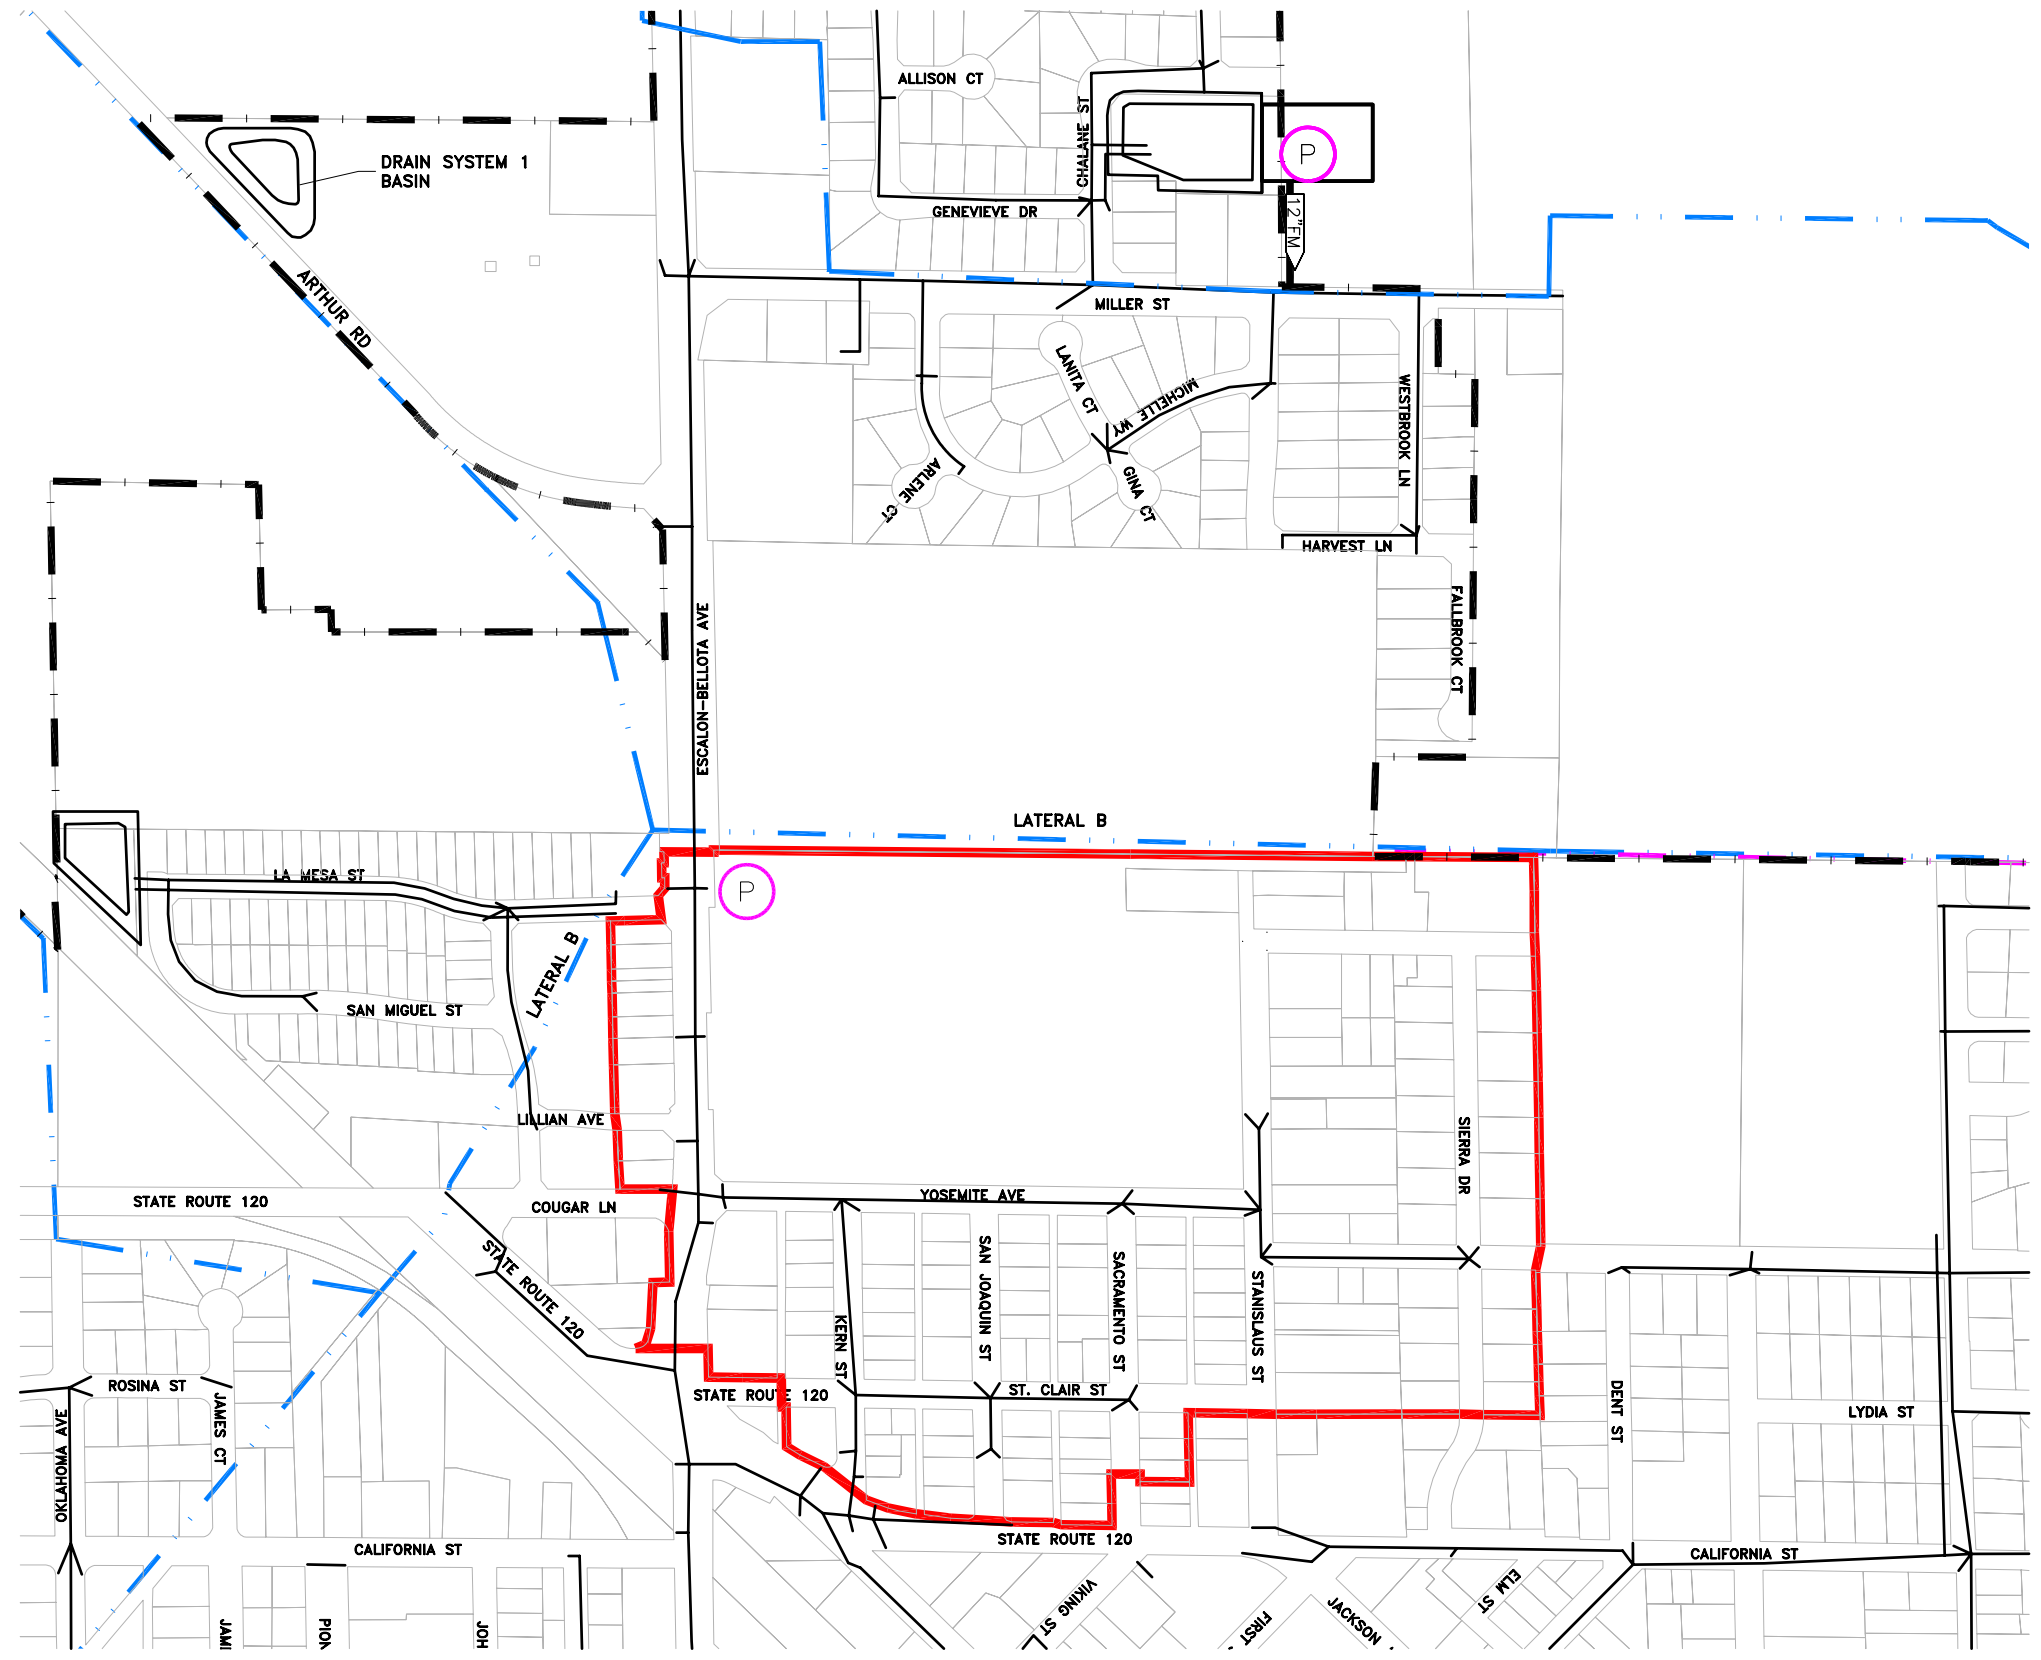 ALLISON CT
CHALANE ST
P
DRAIN SYSTEM 1
BASIN
GENEVIEVE DR
12"FM
ARTHUR RD
MILLER ST
LANITA CT
MICHELLE WY
WESTBROOK LN
ARLENE CT
GINA CT
HARVEST LN
FALLBROOK CT
ESCALON-BELLOTA AVE
LATERAL B
LA MESA ST
P
LATERAL B
SAN MIGUEL ST
LILLIAN AVE
SIERRA DR
STATE ROUTE 120
COUGAR LN
YOSEMITE AVE
STATE ROUTE 120
SAN JOAQUIN ST
SACRAMENTO ST
STANISLAUS ST
KERN ST
ROSINA ST
JAMES CT
OKLAHOMA AVE
STATE ROUTE 120
ST. CLAIR ST
DENT ST
LYDIA ST
CALIFORNIA ST
STATE ROUTE 120
CALIFORNIA ST
VIKING ST
ELM ST
FIRST
JACKSON
JAM
PION
JOH